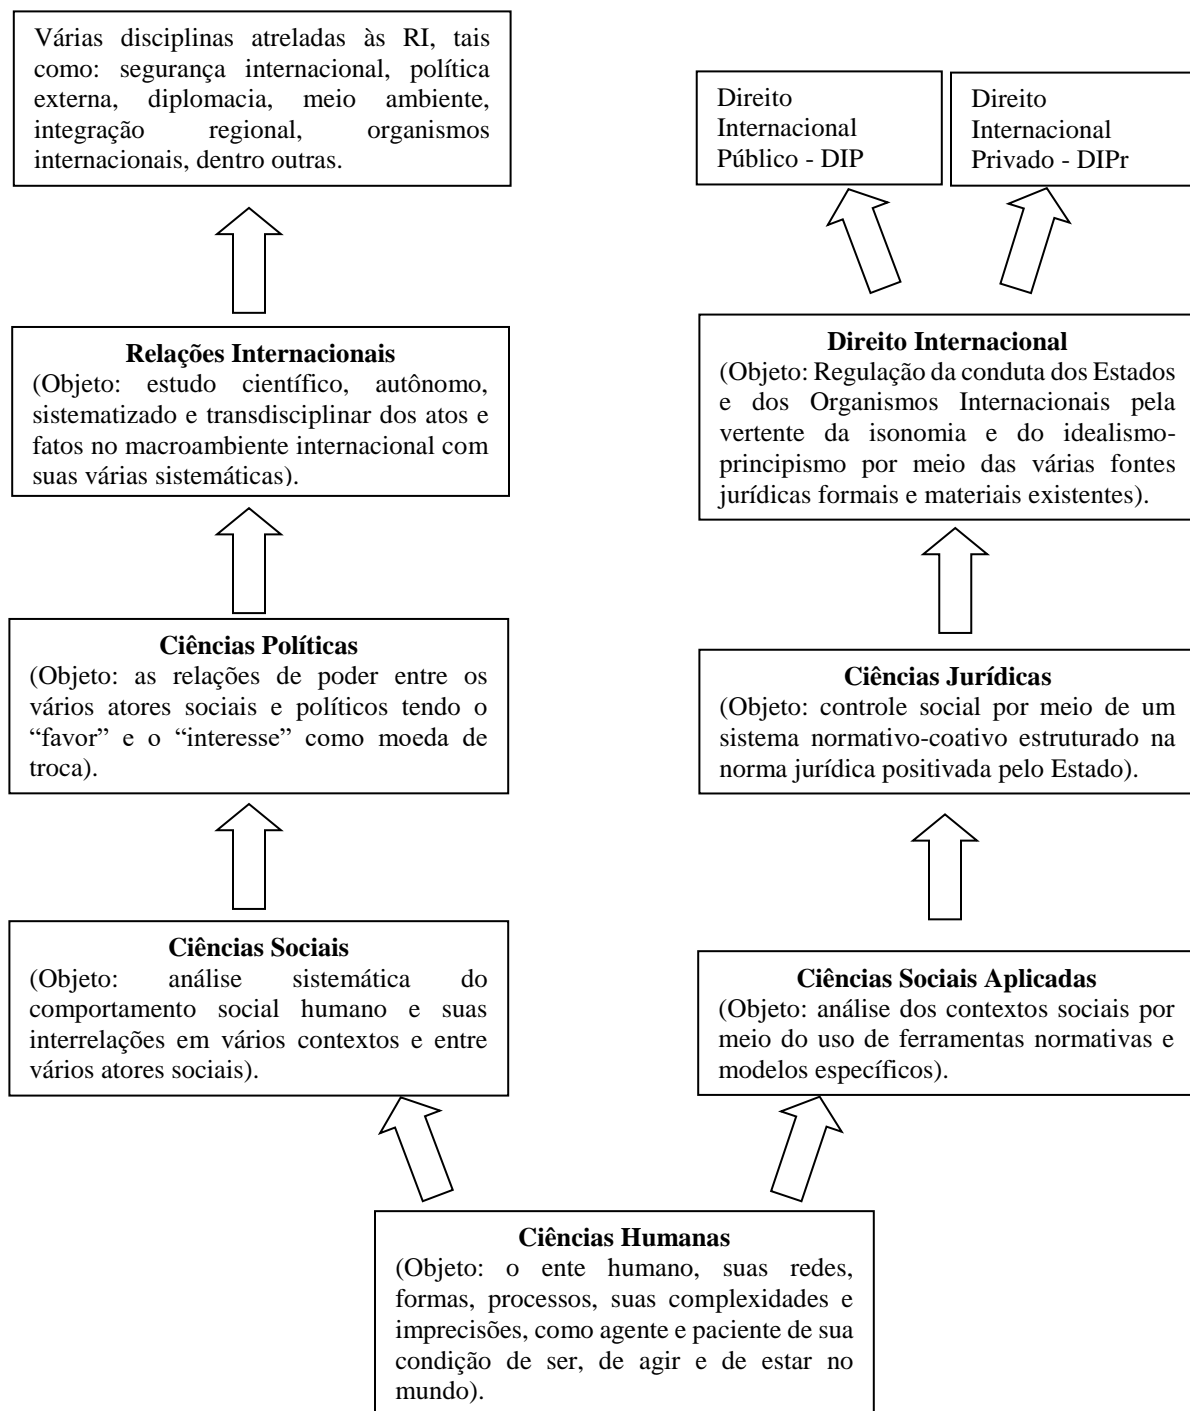 Várias disciplinas atreladas às RI, tais
como: segurança internacional, política
externa, diplomacia, meio ambiente,
integração regional, organismos
internacionais, dentro outras.
Direito
Internacional
Público - DIP
Direito
Internacional
Privado - DIPr
Relações Internacionais
(Objeto: estudo científico, autônomo,
sistematizado e transdisciplinar dos atos e
fatos no macroambiente internacional com
suas várias sistemáticas).
Direito Internacional
(Objeto: Regulação da conduta dos Estados
e dos Organismos Internacionais pela
vertente da isonomia e do idealismo-
principismo por meio das várias fontes
jurídicas formais e materiais existentes).
Ciências Políticas
(Objeto: as relações de poder entre os
vários atores sociais e políticos tendo o
“favor” e o “interesse” como moeda de
troca).
Ciências Jurídicas
(Objeto: controle social por meio de um
sistema normativo-coativo estruturado na
norma jurídica positivada pelo Estado).
Ciências Sociais
(Objeto: análise sistemática do
comportamento social humano e suas
interrelações em vários contextos e entre
vários atores sociais).
Ciências Sociais Aplicadas
(Objeto: análise dos contextos sociais por
meio do uso de ferramentas normativas e
modelos específicos).
Ciências Humanas
(Objeto: o ente humano, suas redes,
formas, processos, suas complexidades e
imprecisões, como agente e paciente de sua
condição de ser, de agir e de estar no
mundo).